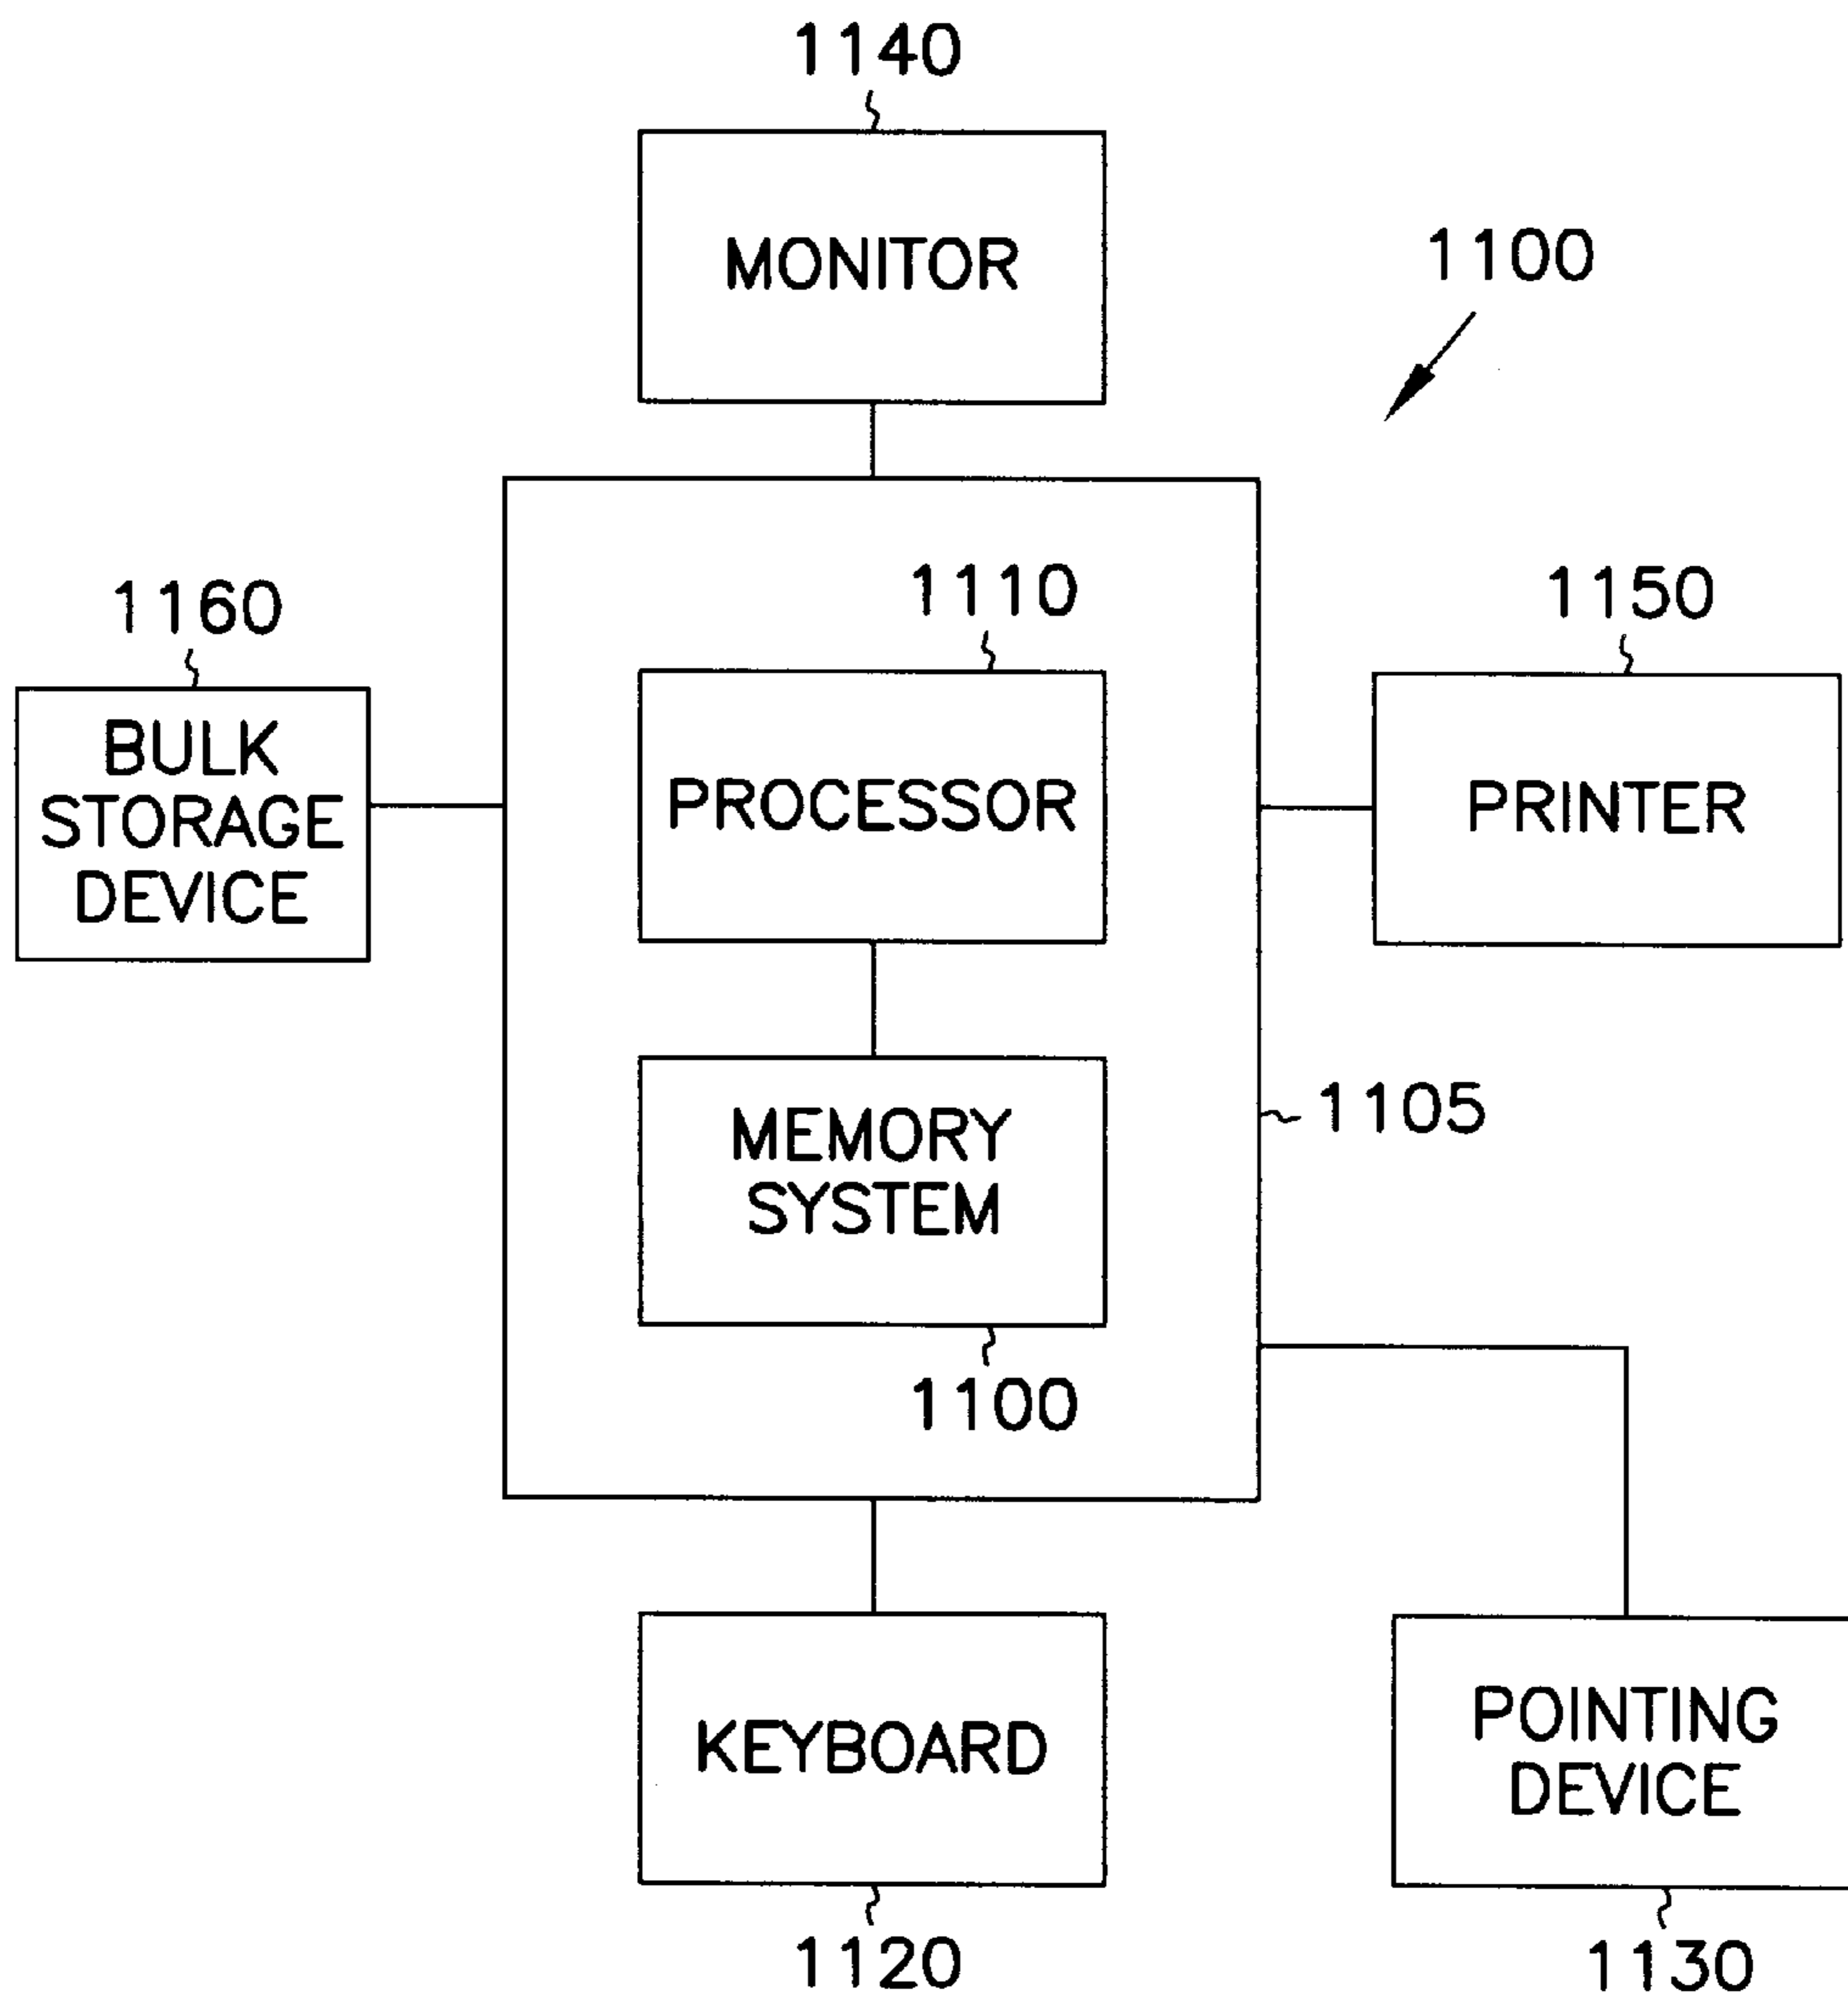 1140
MONITOR
1100
1160
BULK
STORAGE
DEVICE
1110
PROCESSOR
1150
PRINTER
MEMORY
SYSTEM
1105
1100
KEYBOARD
1120
POINTING
DEVICE
1130